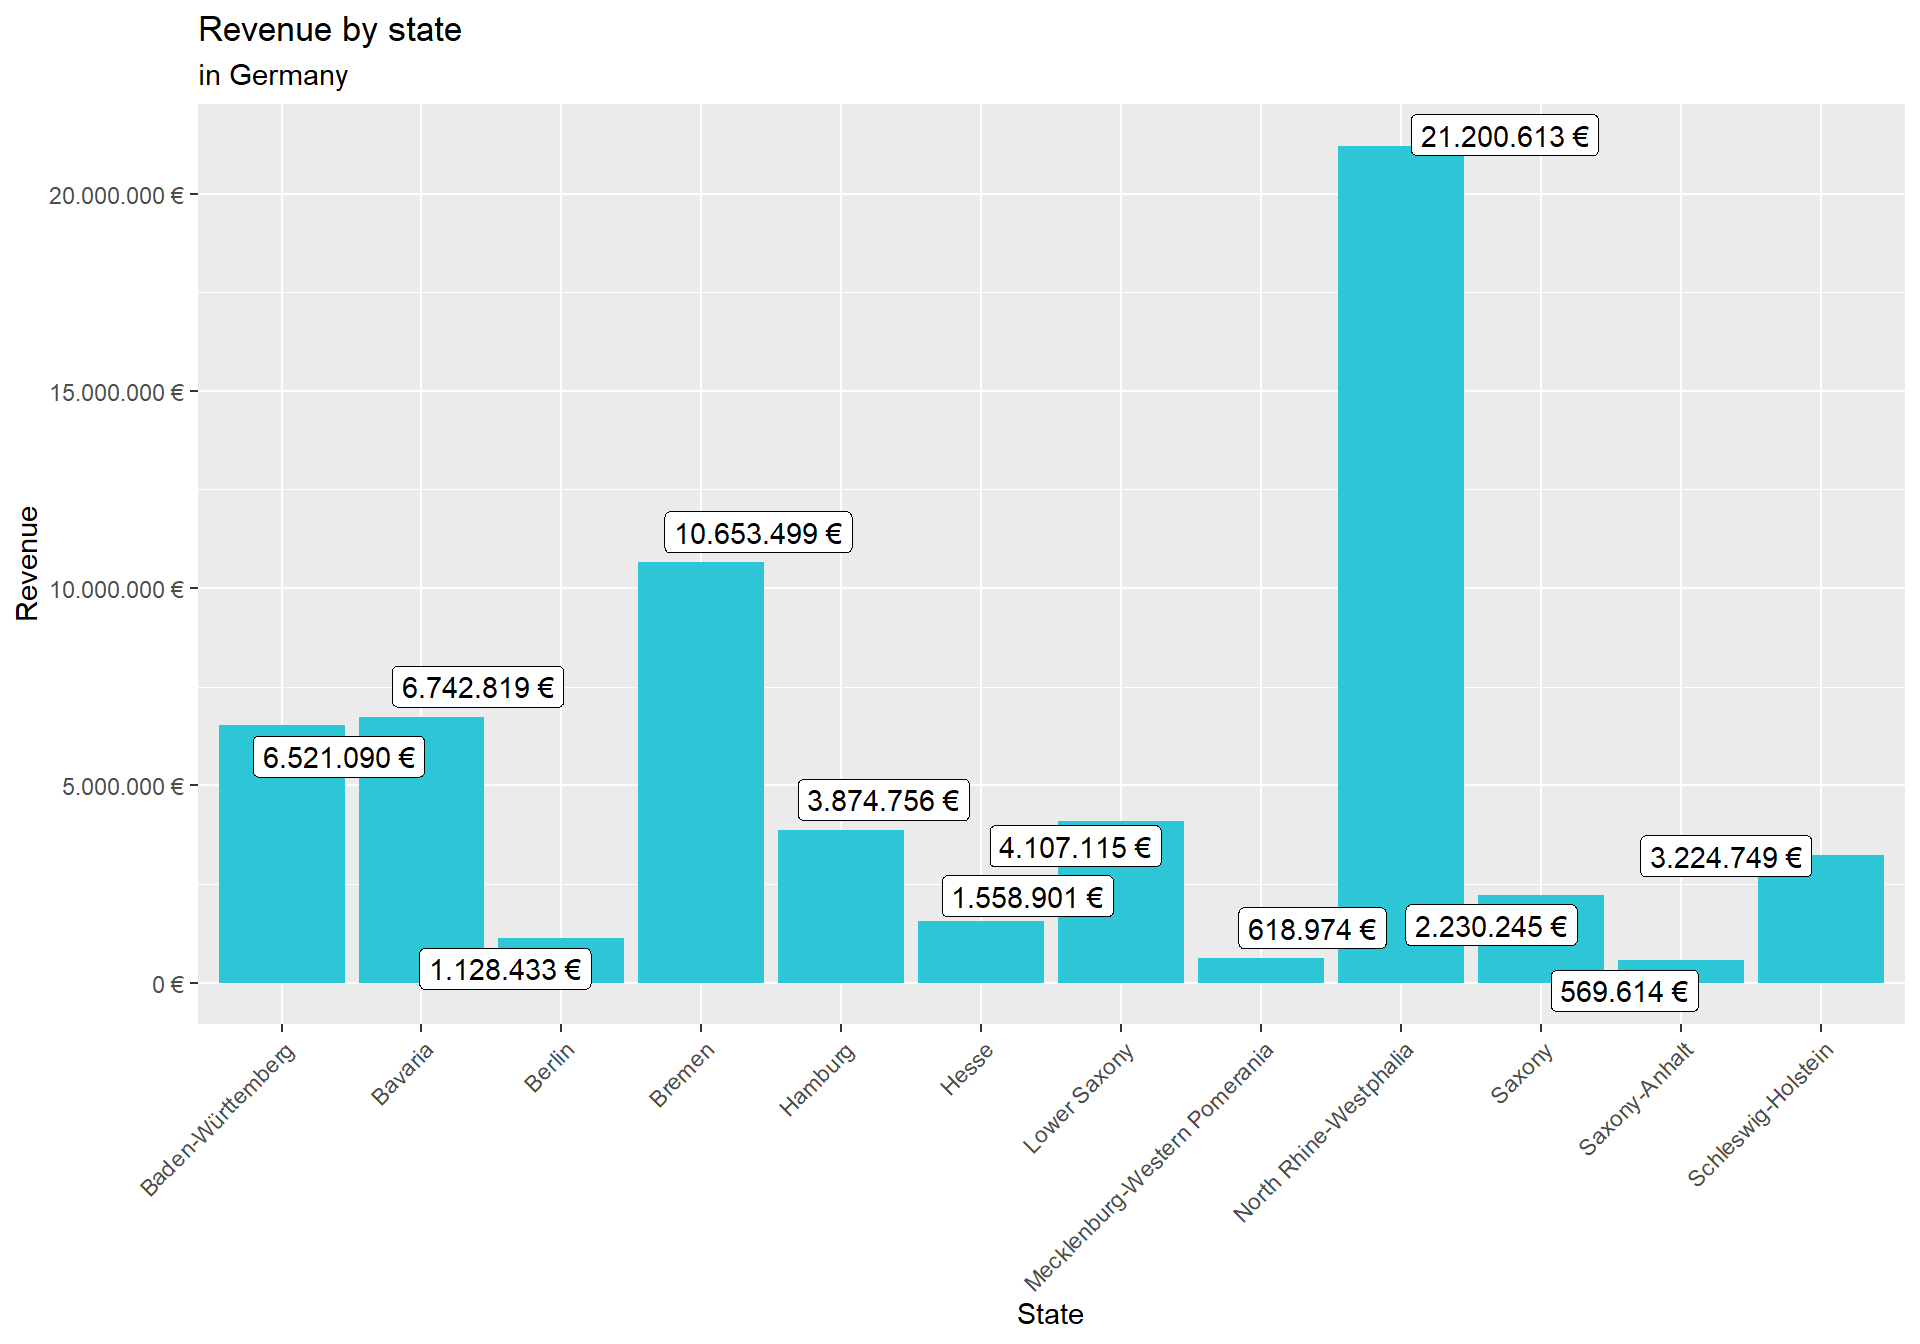 Revenue by state
in Germany
21.200.613 €
20.000.000 €
15.000.000 €
10.653.499 €
Revenue
10.000.000 €
6.742.819 €
6.521.090 €
5.000.000 €
3.874.756 €
4.107.115 €
3.224.749 €
1.558.901 €
618.974 €
2.230.245 €
1.128.433 €
0 €
569.614 €
Baden-Württemberg
Bavaria
Berlin
Bremen
Hamburg
Hesse
Lower Saxony
Mecklenburg-Western Pomerania
North Rhine-Westphalia
Saxony
Saxony-Anhalt
Schleswig-Holstein
State